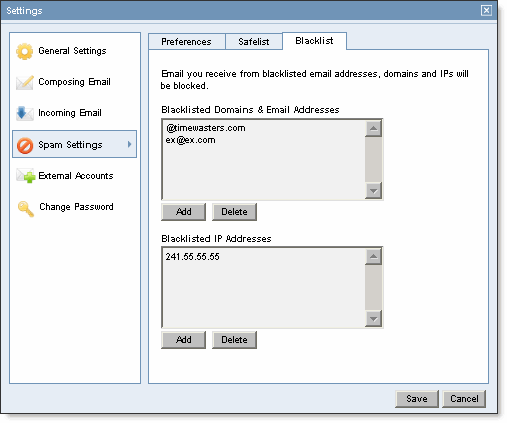 Settings
General Settings
Composing Email
Incoming Email
Spam Settings
External Accounts
Change Password
Preferences
Safelist
Blacklist
Email you receive from blacklisted email addresses, domains and IPs will
be blocked.
Blacklisted Domains & Email Addresses
@timewasters.com
ex@ex.com
Add
Delete
Blacklisted IP Addresses
241.55.55.55
Add
Delete
Save
Cancel